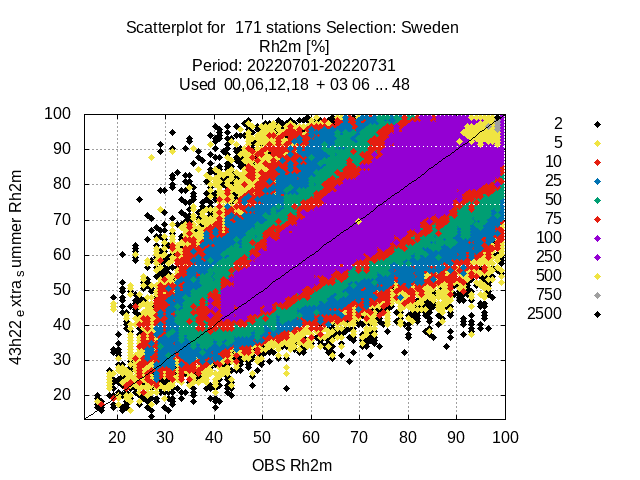 Scatterplot for 171 stations Selection: Sweden
Rh2m [%]
Period: 20220701-20220731
Used 00,06,12,18 + 03 06 ... 48
43h22 e xtra s ummer Rh2m
100
90
80
70
60
50
40
30
20
20 30 40 50 60 70 80 90 100
OBS Rh2m
2
5
10
25
50
75
100
250
500
750
2500